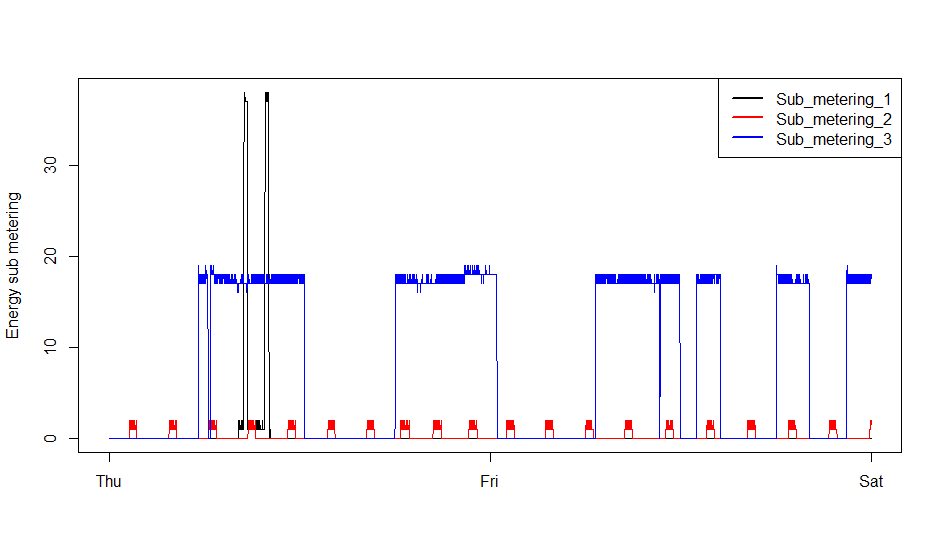 Sub_metering_1
Sub_metering_2
Sub_metering_3
Energy sub metering
30
20
10
0
Thu
Fri
Sat